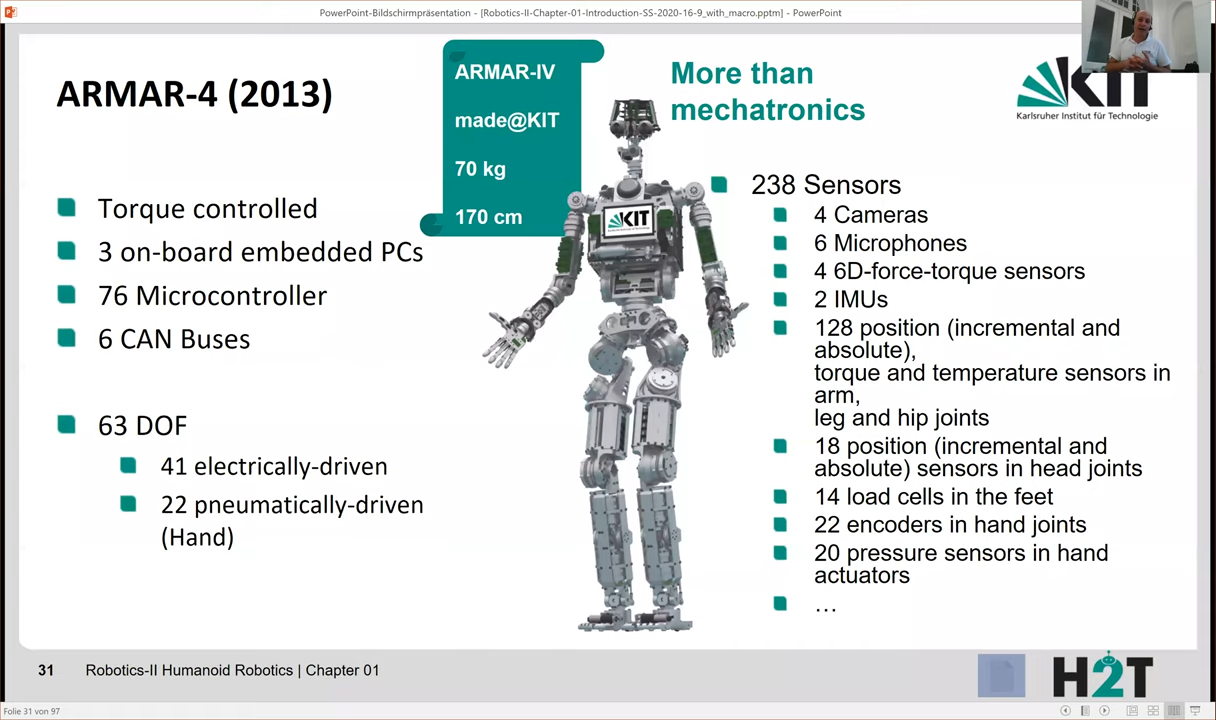 PowerPoint-Bildschirmpräsentation - [Robotics-II-Chapter-01-Introduction-SS-2020-16-9_with_macro.pptm] - PowerPoint
ARMAR-4 (2013)
Torque controlled
3 on-board embedded PCs
76 Microcontroller
6 CAN Buses
63 DOF
41 electrically-driven
22 pneumatically-driven
(Hand)
ARMAR-IV
made@KIT
70 kg
170 cm
KIT
More than
mechatronics
KIT
Karlsruher Institut für Technologie
238 Sensors
4 Cameras
6 Microphones
4 6D-force-torque sensors
2 IMUs
128 position (incremental and
absolute),
torque and temperature sensors in
arm,
leg and hip joints
18 position (incremental and
absolute) sensors in head joints
14 load cells in the feet
22 encoders in hand joints
20 pressure sensors in hand
actuators
…
31 Robotics-II Humanoid Robotics | Chapter 01
H2T
Folie 31 von 97